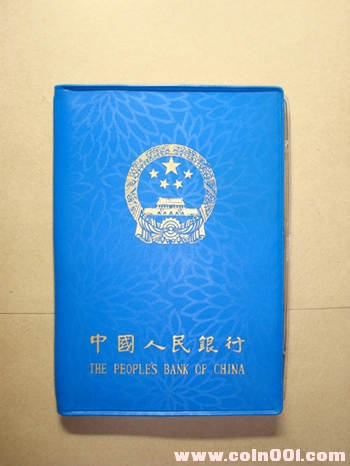 中國人民銀行
THE PEOPLE'S BANK OF CHINA
www.coin001.com